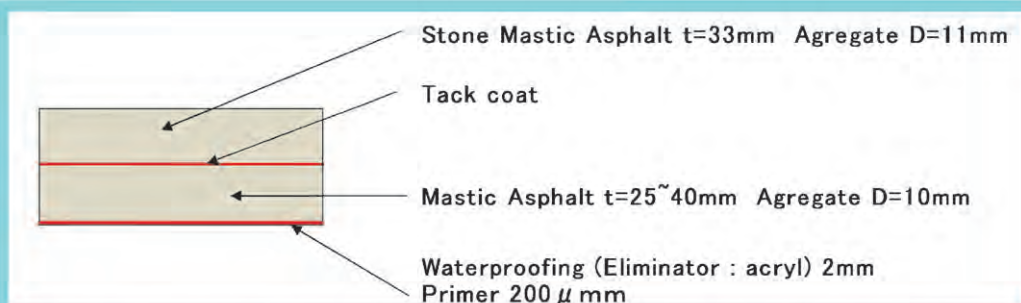 Stone Mastic Asphalt t=33mm Agregate D=11mm
Tack coat
Mastic Asphalt t=25~40mm Agregate D=10mm
Waterproofing (Eliminator : acryl) 2mm
Primer 200 μ mm